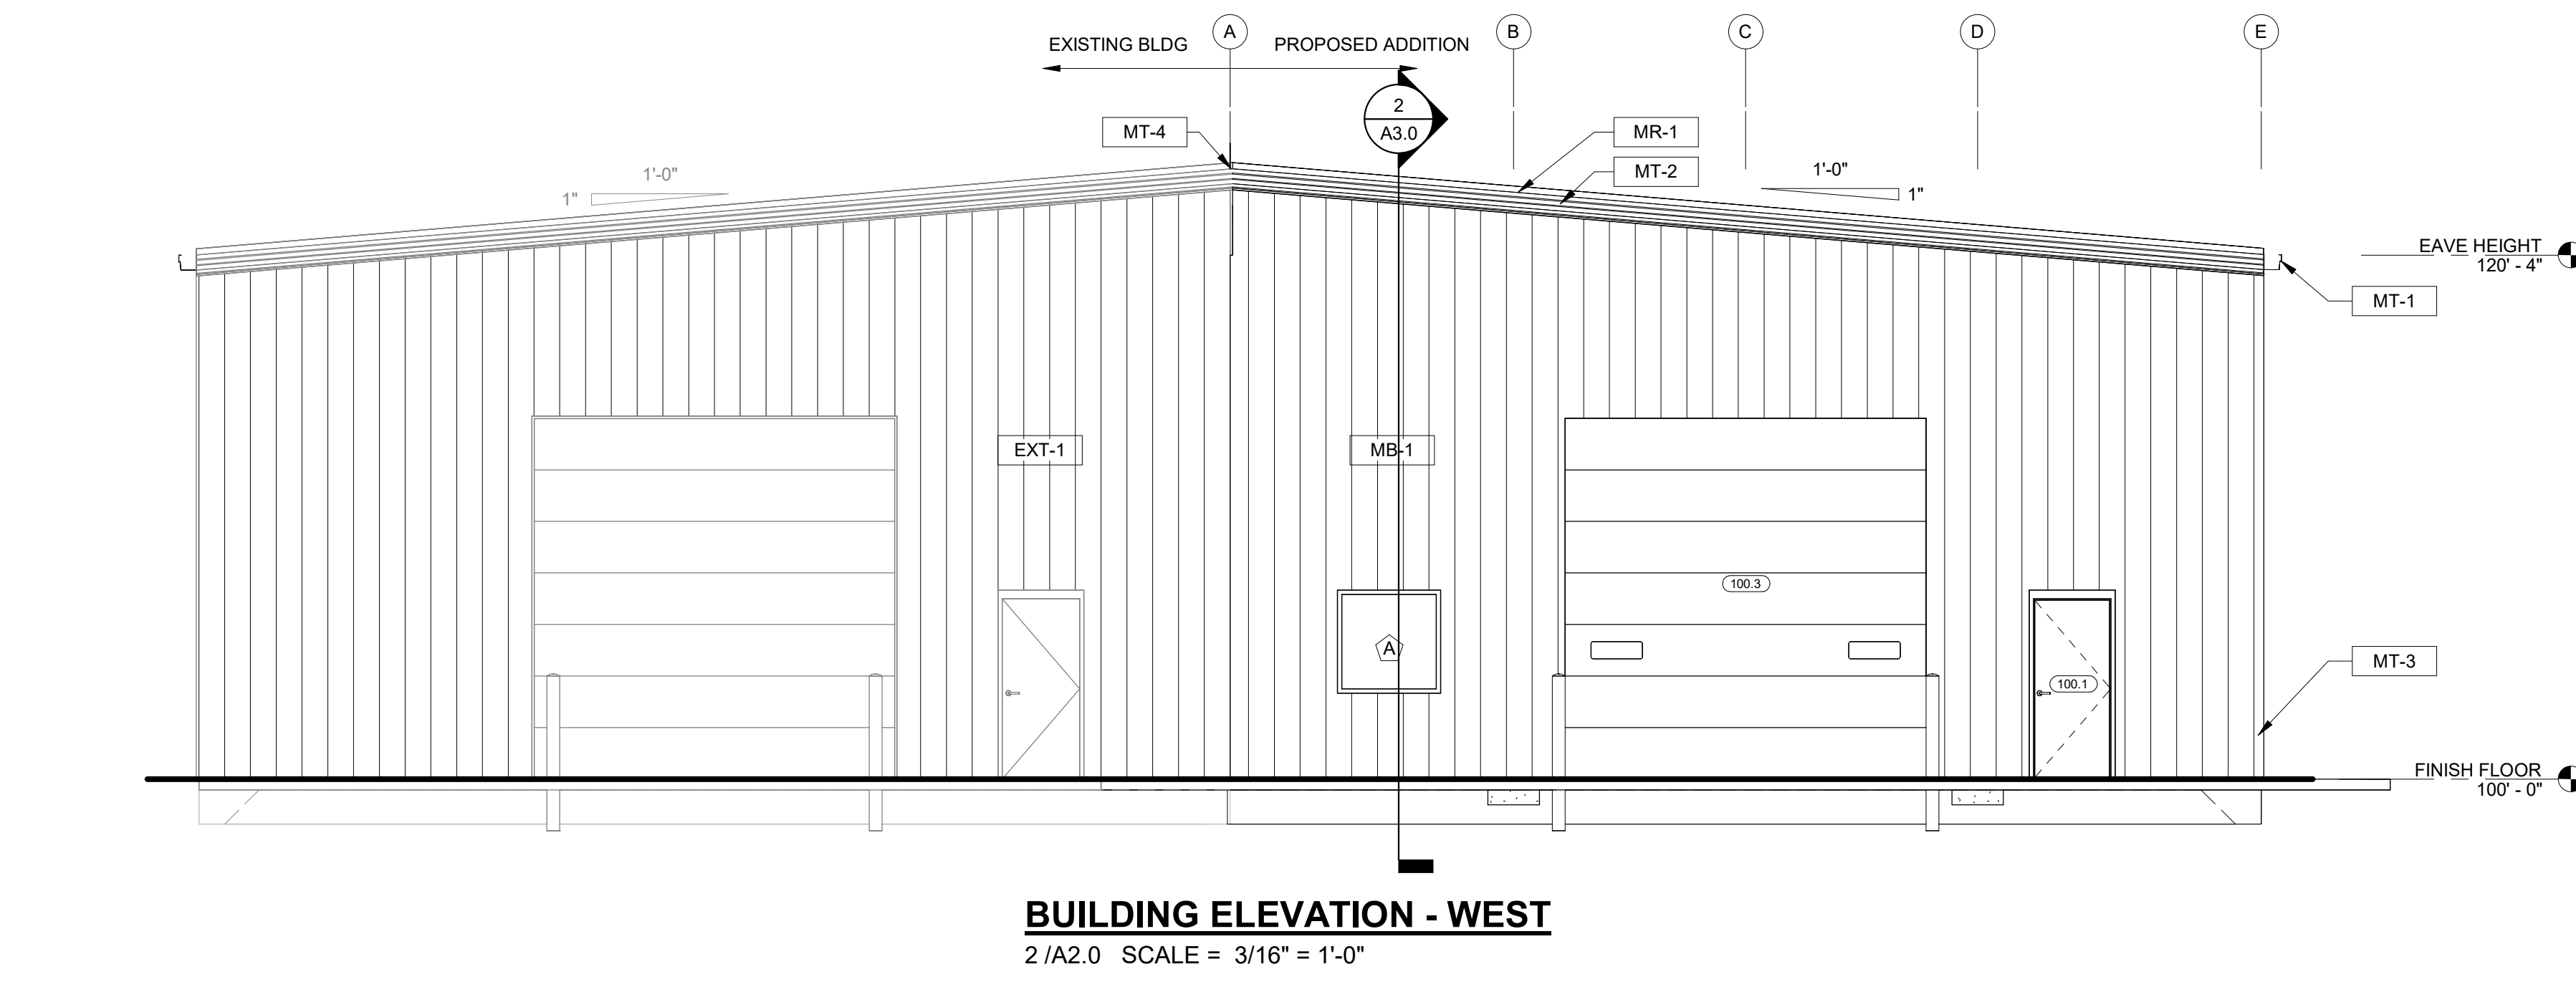 A B C D E
EXISTING BLDG PROPOSED ADDITION
2
A3.0
MT-4 MR-1
MT-2
1'-0" 1'-0"
1" 1"
EAVE HEIGHT
120' - 4"
MT-1
EXT-1 MB-1
100.3
A
MT-3
100.1
FINISH FLOOR
100' - 0"
BUILDING ELEVATION - WEST
2 /A2.0 SCALE = 3/16" = 1'-0"